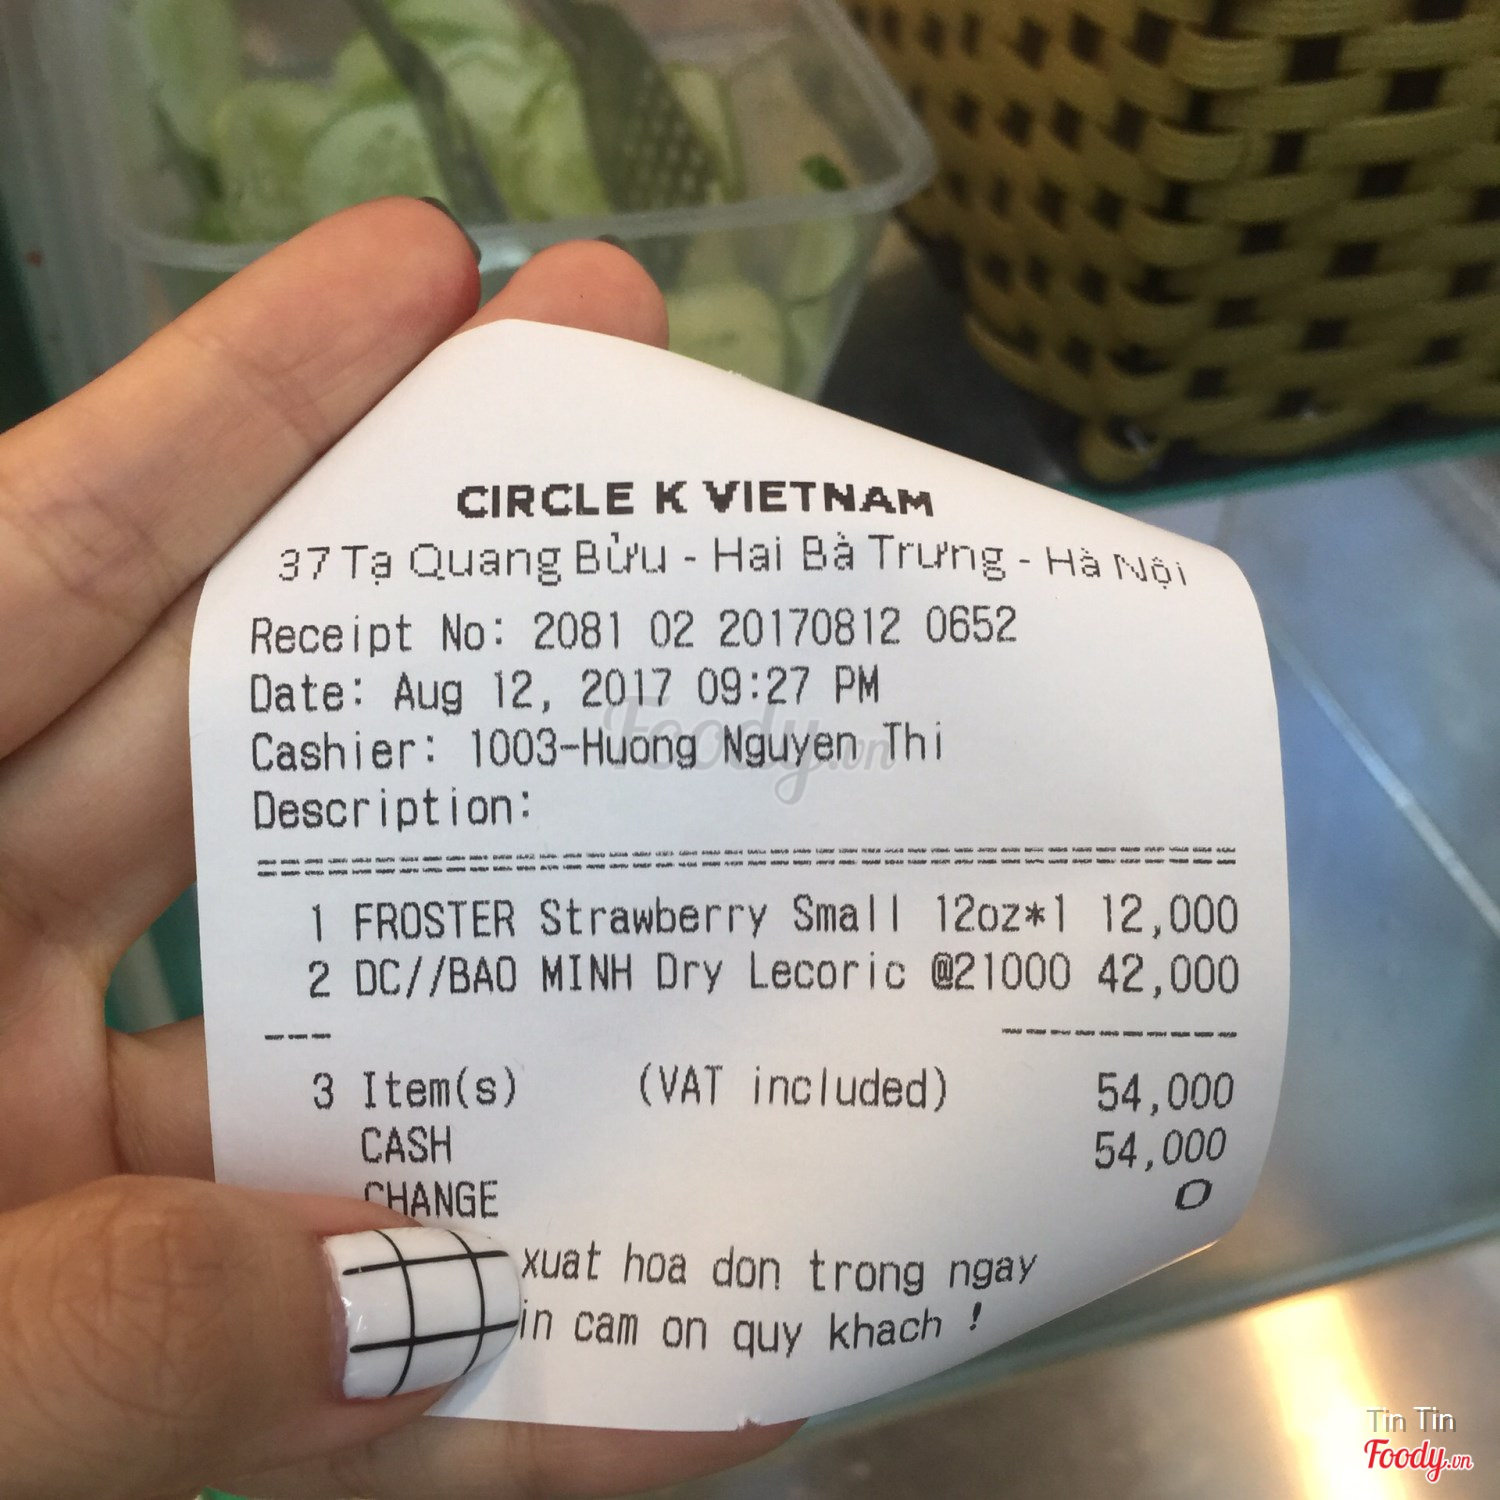 CIRCLE K VIETNAM
37 Tạ Quang Bửu - Hai Bà Trưng - Hà Nội
Receipt No: 2081 02 20170812 0652
Date: Aug 12, 2017 09:27 PM
Cashier: 1003-Huong Nguyen Thi
Description:
1 FROSTER Strawberry Small 12oz*1 12,000
2 DC//BAO MINH Dry Lecoric @21000 42,000
3 Item(s) (VAT included) 54,000
CASH 54,000
CHANGE 0
xuat hoa don trong ngay
in cam on quy khach !
Foody.vn
Tin Tin
Foody.vn